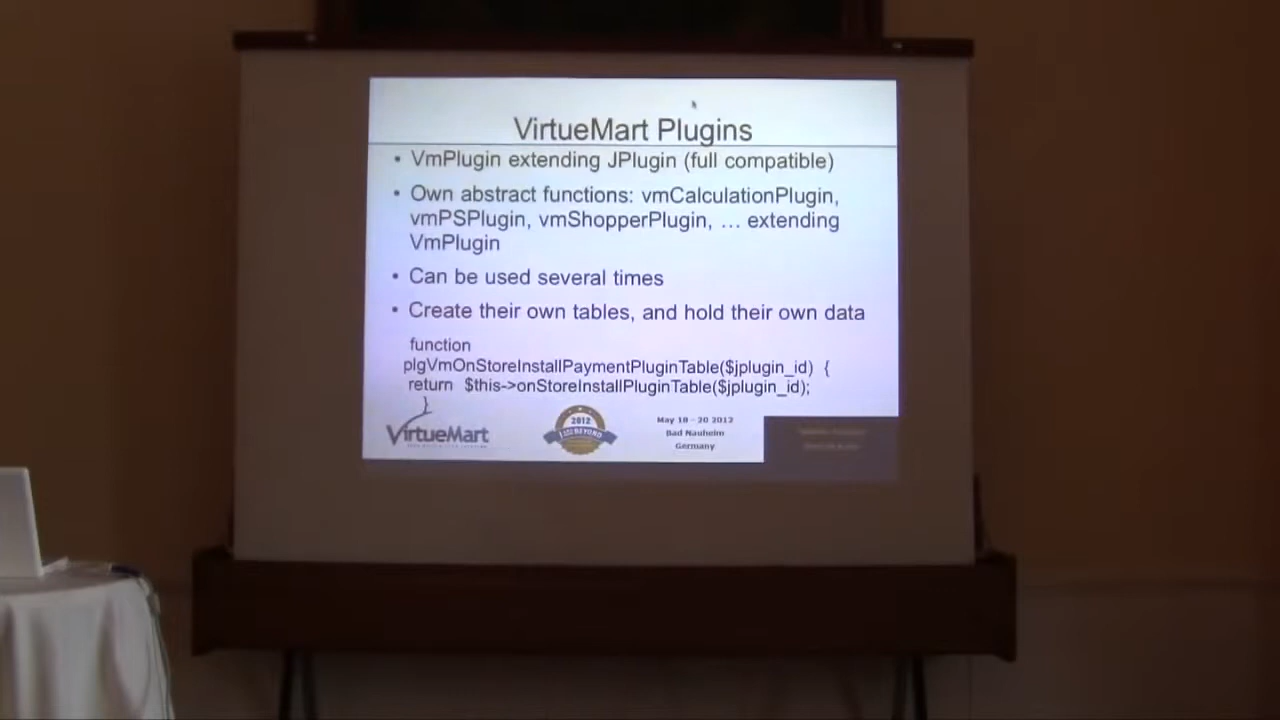 VirtueMart Plugins
• VmPlugin extending JPlugin (full compatible)
• Own abstract functions: vmCalculationPlugin,
vmPSPlugin, vmShopperPlugin, … extending
VmPlugin
• Can be used several times
• Create their own tables, and hold their own data
function
plgVmOnStoreInstallPaymentPluginTable($jplugin_id) {
return $this->onStoreInstallPluginTable($jplugin_id);
}
VirtueMart
2012
BEYOND
May 18 - 20 2012
Bad Nauheim
Germany